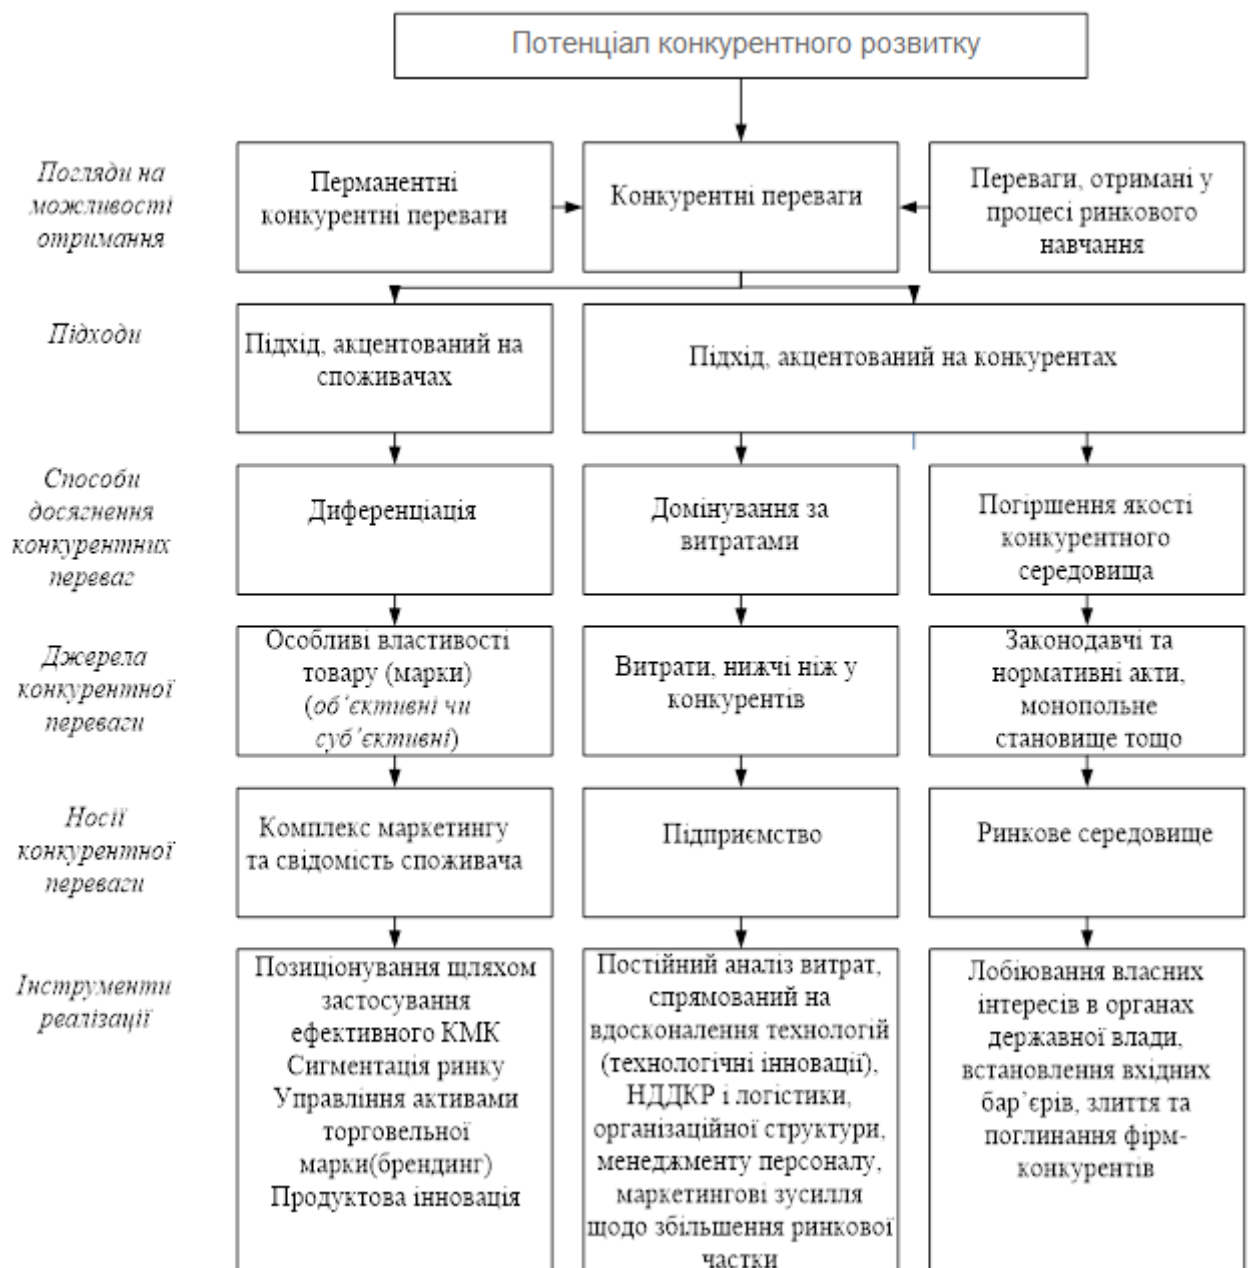 Потенціал конкурентного розвитку
Погляди на
можливості
отримання
Перманентні
конкурентні переваги
Конкурентні переваги
Переваги, отримані у
процесі ринкового
навчання
Підходи
Підхід, акцентований на
споживачах
Підхід, акцентований на конкурентах
Способи
досягнення
конкурентних
переваг
Диференціація
Домінування за
витратами
Погіршення якості
конкурентного
середовища
Джерела
конкурентної
переваги
Особливі властивості
товару (марки)
(об´єктивні чи
суб´єктивні)
Витрати, нижчі ніж у
конкурентів
Законодавчі та
нормативні акти,
монопольне
становище тощо
Носії
конкурентної
переваги
Комплекс маркетингу
та свідомість споживача
Підприємство
Ринкове середовище
Інструменти
реалізації
Позиціонування щляхом
застосування
ефективного КМК
Сигментація ринку
Управління активами
торговельної
марки(брендинг)
Продуктова інновація
Постійний аналіз витрат,
спрямований на
вдосконалення технологій
(технологічні інновації),
НДДКР і логістики,
організаційної структури,
менеджменту персоналу,
маркетингові зусилля
щодо збільшення ринкової
частки
Лобіювання власних
інтересів в органах
державної влади,
встановлення вхідних
бар`єрів, злиття та
поглинання фірм-
конкурентів